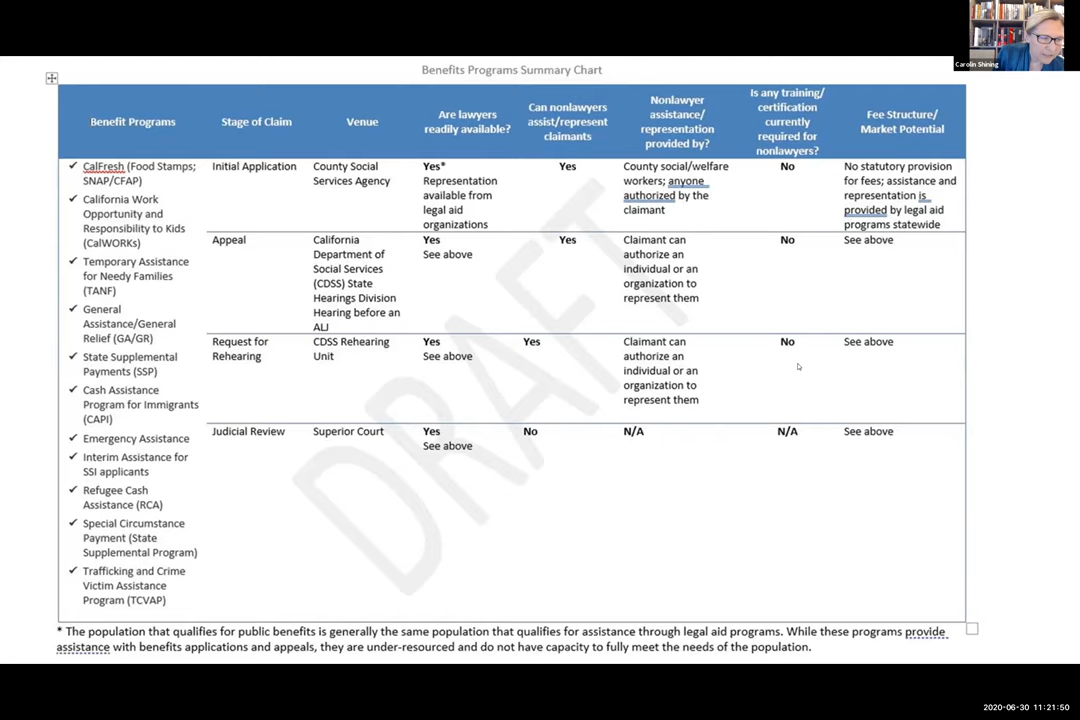 Carolin Shining
Benefits Programs Summary Chart
Benefit Programs
Stage of Claim
Venue
Are lawyers
readily available?
Can nonlawyers
assist/represent
claimants
Nonlawyer
assistance/
representation
provided by?
Is any training/
certification
currently
required for
nonlawyers?
Fee Structure/
Market Potential
✓ CalFresh (Food Stamps;
SNAP/CFAP)
✓ California Work
Opportunity and
Responsibility to Kids
(CalWORKs)
✓ Temporary Assistance
for Needy Families
(TANF)
✓ General
Assistance/General
Relief (GA/GR)
✓ State Supplemental
Payments (SSP)
✓ Cash Assistance
Program for Immigrants
(CAPI)
✓ Emergency Assistance
✓ Interim Assistance for
SSI applicants
✓ Refugee Cash
Assistance (RCA)
✓ Special Circumstance
Payment (State
Supplemental Program)
✓ Trafficking and Crime
Victim Assistance
Program (TCVAP)
Initial Application
County Social
Services Agency
Yes*
Representation
available from
legal aid
organizations
Yes
County social/welfare
workers; anyone
authorized by the
claimant
No
No statutory provision
for fees; assistance and
representation is
provided by legal aid
programs statewide
Appeal
California
Department of
Social Services
(CDSS) State
Hearings Division
Hearing before an
ALJ
Yes
See above
Yes
Claimant can
authorize an
individual or an
organization to
represent them
No
See above
Request for
Rehearing
CDSS Rehearing
Unit
Yes
See above
Yes
Claimant can
authorize an
individual or an
organization to
represent them
No
See above
Judicial Review
Superior Court
Yes
See above
No
N/A
N/A
See above
DRAFT
* The population that qualifies for public benefits is generally the same population that qualifies for assistance through legal aid programs. While these programs provide
assistance with benefits applications and appeals, they are under-resourced and do not have capacity to fully meet the needs of the population.
2020-06-30 11:21:50